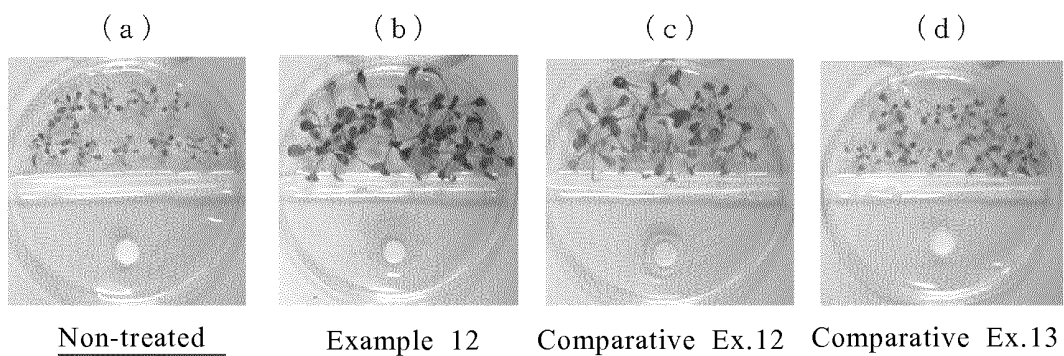 (a) (b) (c) (d)
Non-treated Example 12 Comparative Ex.12 Comparative Ex.13